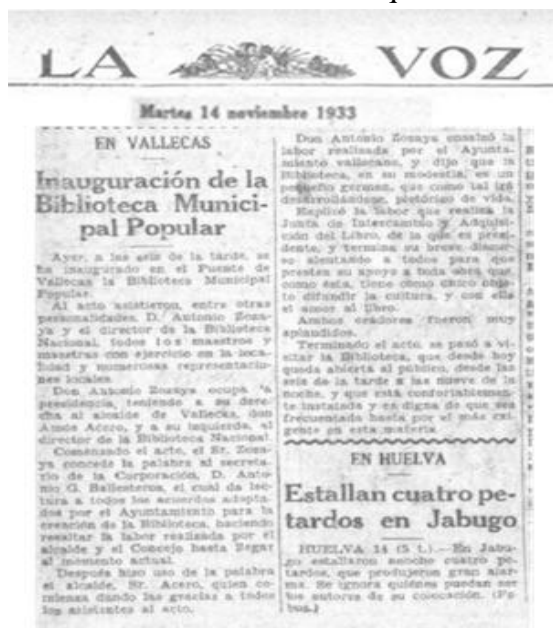 LA VOZ
Martes 14 noviembre 1933
EN VALLECAS
Inauguración de la
Biblioteca Munici-
pal Popular
Ayer, a las seis de la tarde, se
ha inaugurado en el Puente de
Vallecas la Biblioteca Municipal
Popular.
Al acto asistieron, entre otras
personalidades, D. Antonio Zoza-
ya y el director de la Biblioteca
Nacional, todos los maestros y
maestras con ejercicio en la loca-
lidad y numerosas representacio-
nes locales.
Don Antonio Zozaya ocupa la
presidencia, teniendo a su dere-
cha al alcalde de Vallecas, don
Amós Acero, y a su izquierda, al
director de la Biblioteca Nacional.
Comenzando el acto, el Sr. Zoza-
ya concede la palabra al secreta-
rio de la Corporación, D. Anto-
nio G. Ballesteros, el cual da lec-
tura a todos los acuerdos adopta-
dos por el Ayuntamiento para la
creación de la Biblioteca, haciendo
resaltar la labor realizada por el
alcalde y el Concejo hasta llegar
al momento actual.
Después hizo uso de la palabra
el alcalde, Sr. Acero, quien co-
mienza dando las gracias a todos
los asistentes al acto.
Don Antonio Zozaya ensalzó la
labor realizada por el Ayunta-
miento vallecano, y dijo que la
Biblioteca, en su modestia, es un
pequeño germen, que como tal irá
desarrollándose, pletórico de vida.
Explicó la labor que realiza la
Junta de Intercambio y Adquisi-
ción del Libro, de la que es presi-
dente, y termina su breve discur-
so alentando a todos para que
presten su apoyo a toda obra que,
como ésta, tiene como único obje-
to difundir la cultura, y con ella
el amor al libro.
Ambos oradores fueron muy
aplaudidos.
Terminado el acto, se pasó a vi-
sitar la Biblioteca, que desde hoy
queda abierta al público, desde las
seis de la tarde a las nueve de la
noche, y que está confortablemen-
te instalada y es digna de que sea
frecuentada hasta por el más exi-
gente en esta materia.
EN HUELVA
Estallan cuatro pe-
tardos en Jabugo
HUELVA 14 (5 t.).—En Jabu-
go estallaron anoche cuatro pe-
tardos, que produjeron gran alar-
ma. Se ignora quiénes puedan ser
los autores de su colocación. (Fe-
bus.)